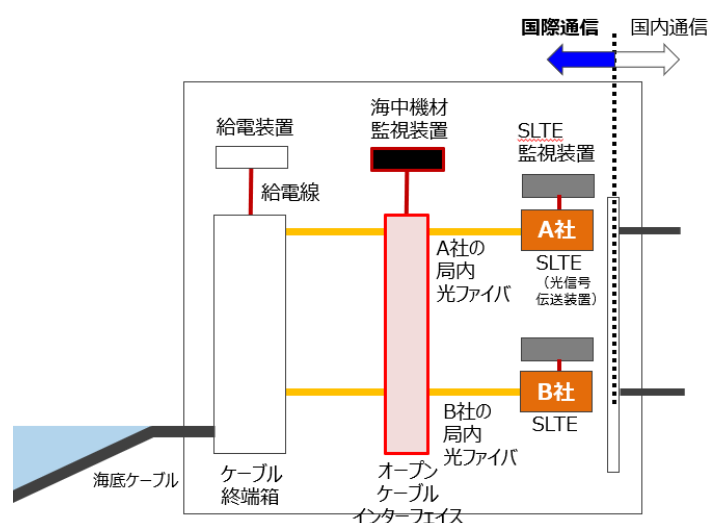 国際通信
国内通信
海中機材
監視装置
給電装置
SLTE
監視装置
給電線
A社
A社の
局内
光ファイバ
SLTE
（光信号
伝送装置）
B社
B社の
局内
光ファイバ
SLTE
海底ケーブル
ケーブル
終端箱
オープン
ケーブル
インターフェイス